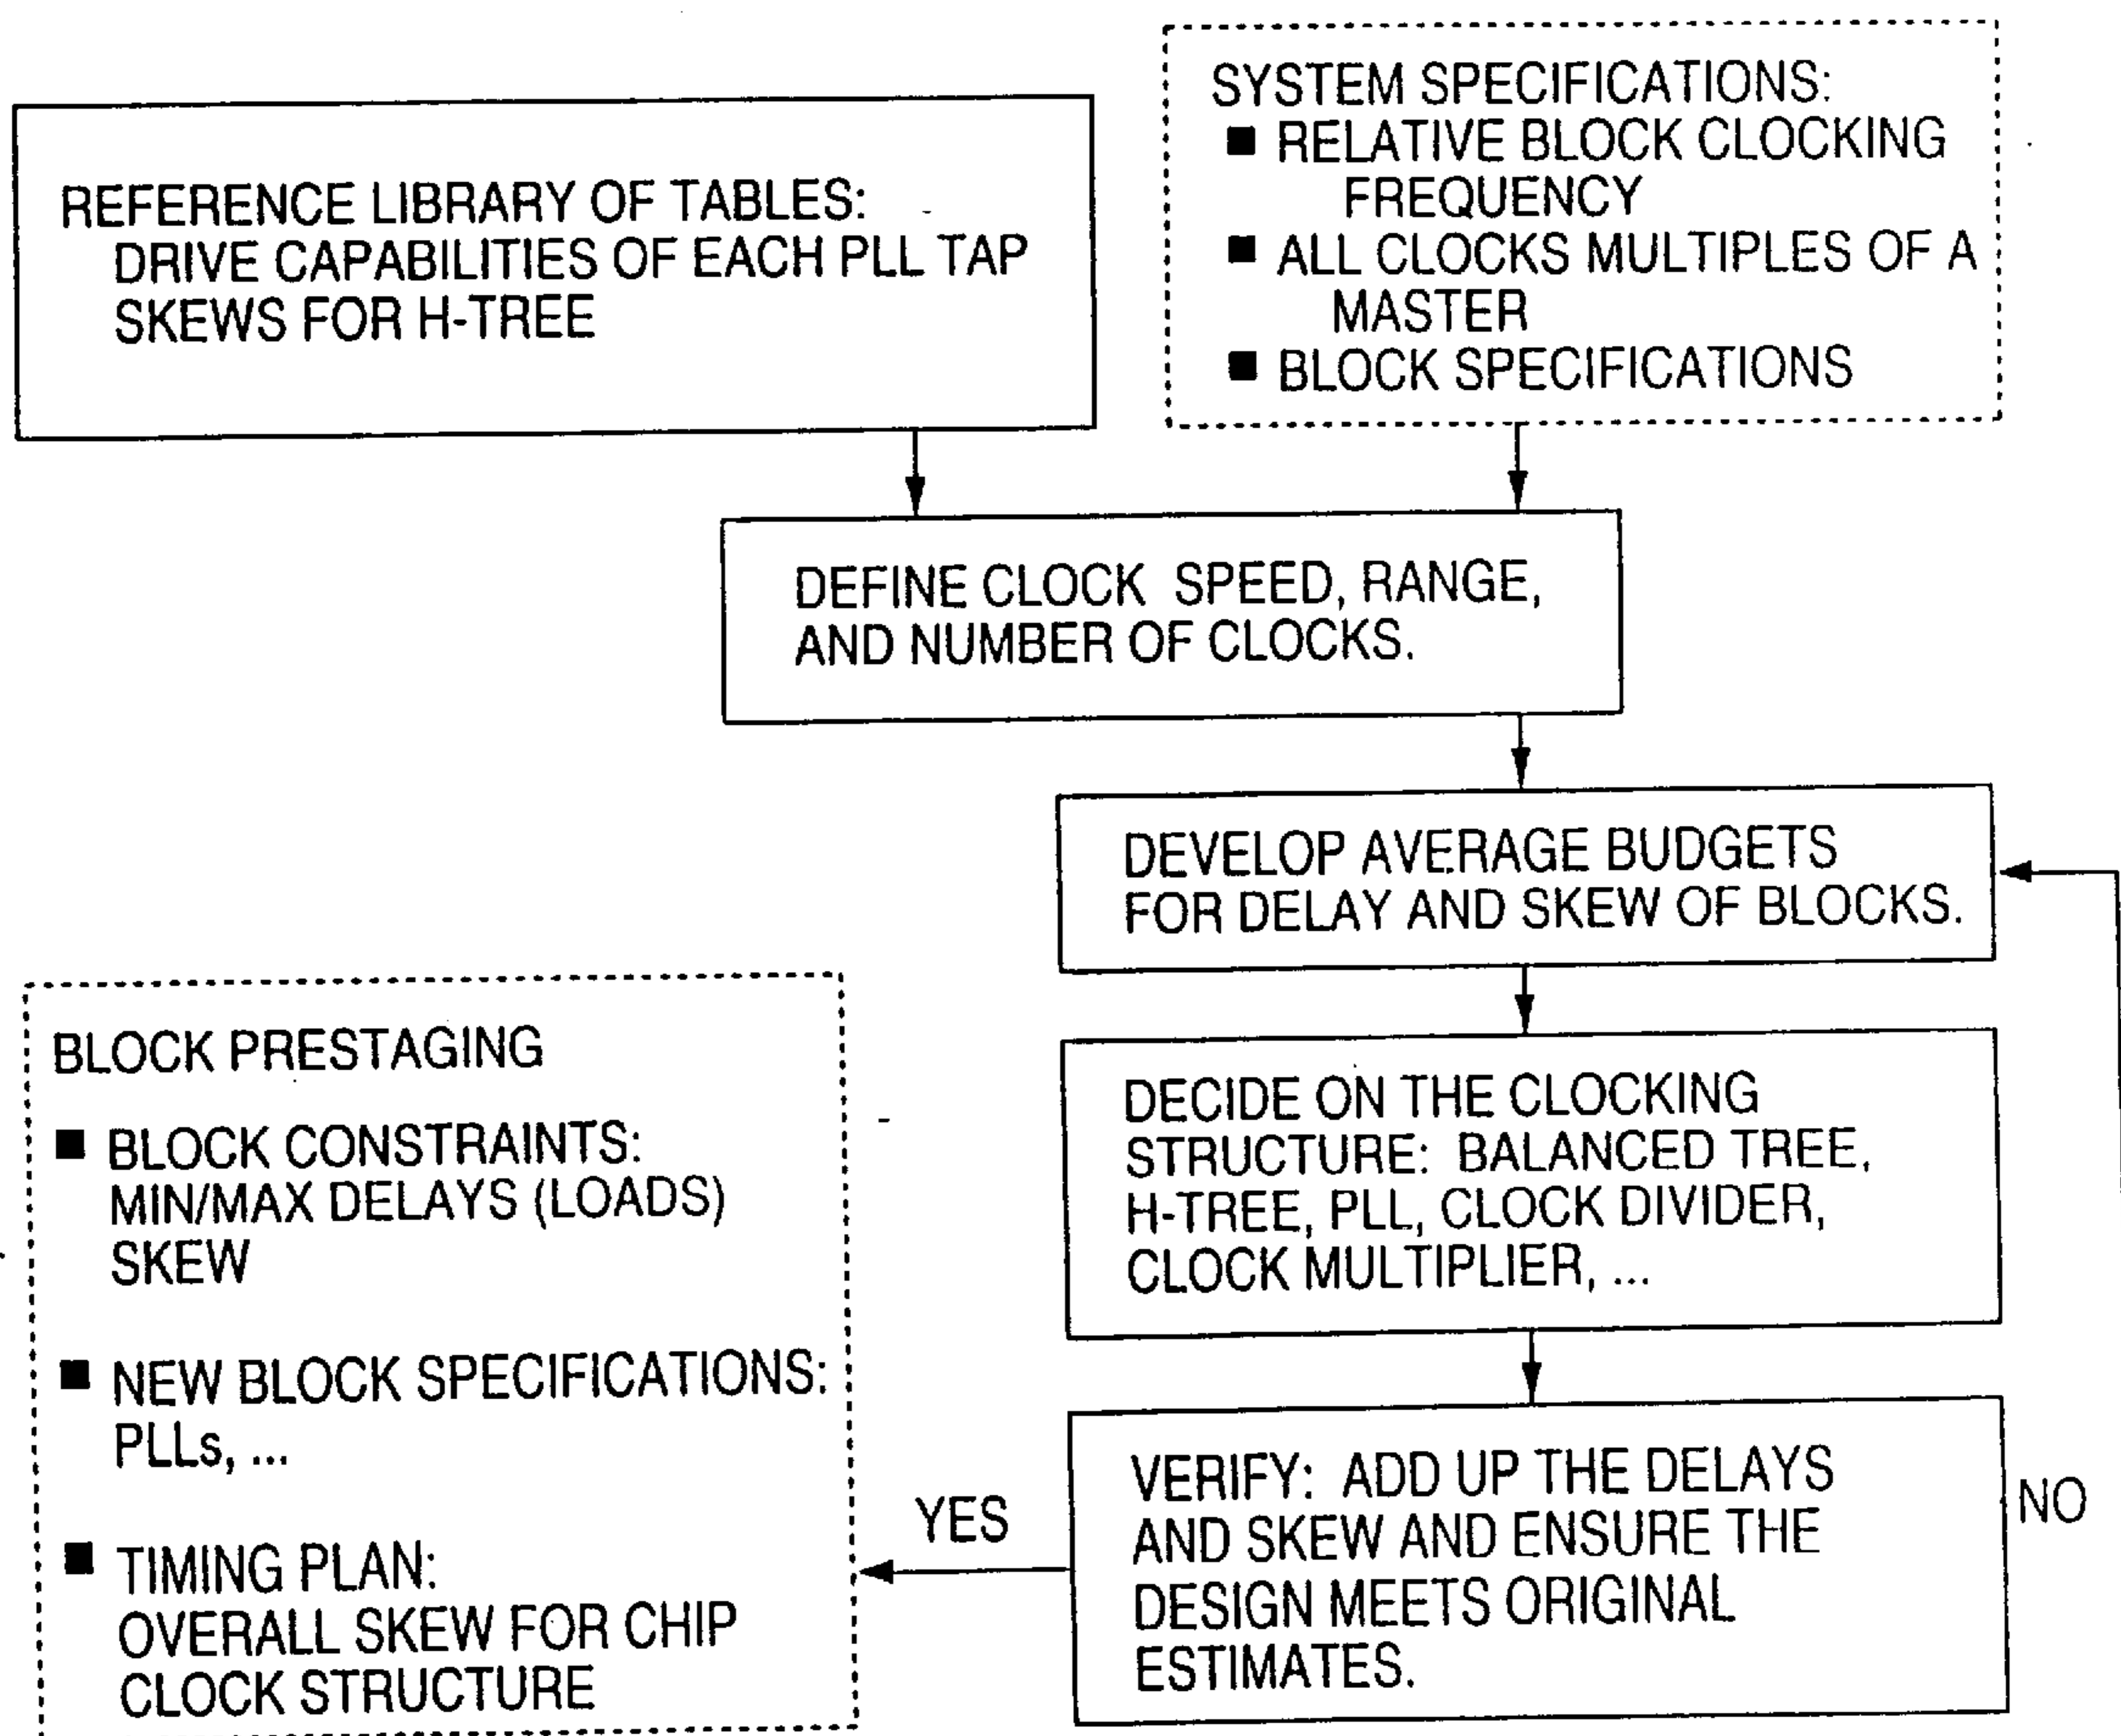 REFERENCE LIBRARY OF TABLES:
DRIVE CAPABILITIES OF EACH PLL TAP
SKEWS FOR H-TREE
SYSTEM SPECIFICATIONS:
■ RELATIVE BLOCK CLOCKING
FREQUENCY
■ ALL CLOCKS MULTIPLES OF A
MASTER
■ BLOCK SPECIFICATIONS
DEFINE CLOCK SPEED, RANGE,
AND NUMBER OF CLOCKS.
DEVELOP AVERAGE BUDGETS
FOR DELAY AND SKEW OF BLOCKS.
DECIDE ON THE CLOCKING
STRUCTURE: BALANCED TREE,
H-TREE, PLL, CLOCK DIVIDER,
CLOCK MULTIPLIER, ...
VERIFY: ADD UP THE DELAYS
AND SKEW AND ENSURE THE
DESIGN MEETS ORIGINAL
ESTIMATES.
NO
YES
BLOCK PRESTAGING
■ BLOCK CONSTRAINTS:
MIN/MAX DELAYS (LOADS)
SKEW
■ NEW BLOCK SPECIFICATIONS:
PLLs, ...
■ TIMING PLAN:
OVERALL SKEW FOR CHIP
CLOCK STRUCTURE